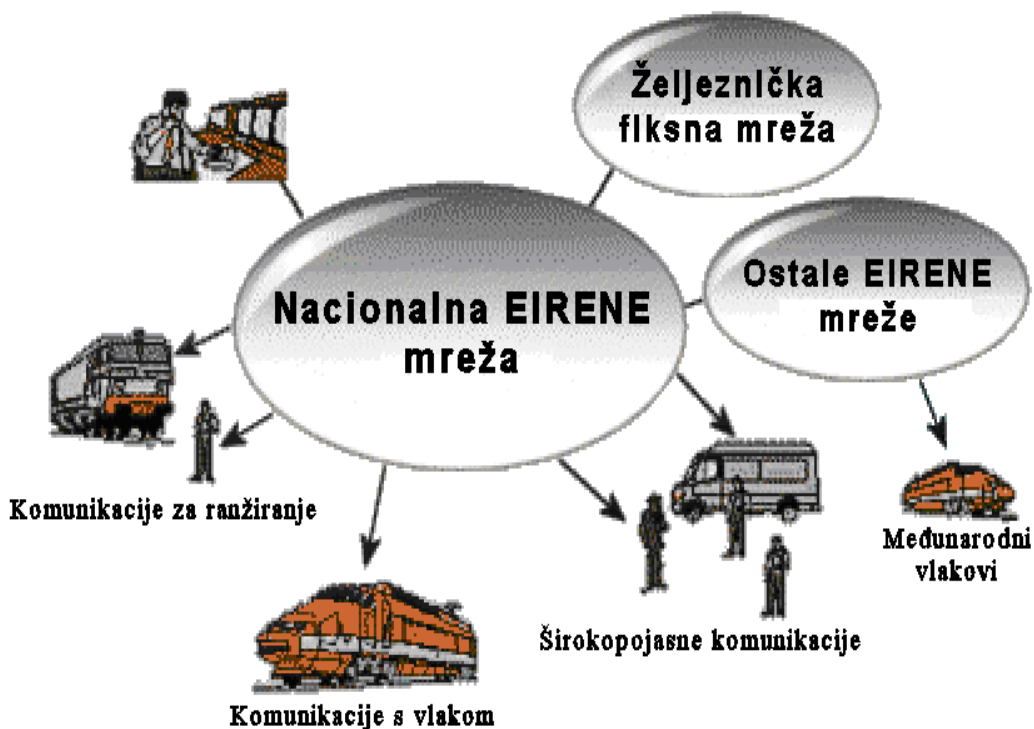 Željeznička
fiksna mreža
Ostale EIRENE
mreže
Nacionalna EIRENE
mreža
Komunikacije za ranžiranje
Međunarodni
vlakovi
Širokopojasne komunikacije
Komunikacije s vlakom